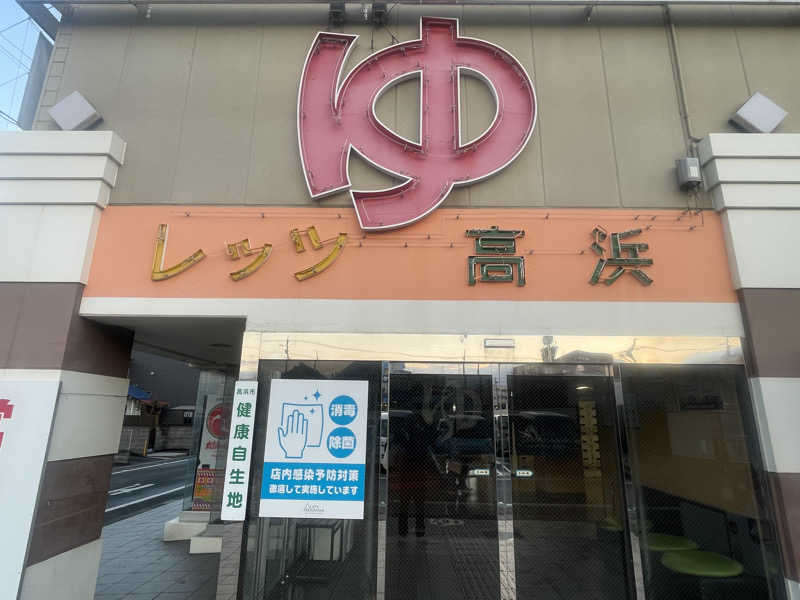 ゆ
レッツ 高浜
高浜市
健康自生地
消毒
除菌
店内感染予防対策
徹底して実施しています